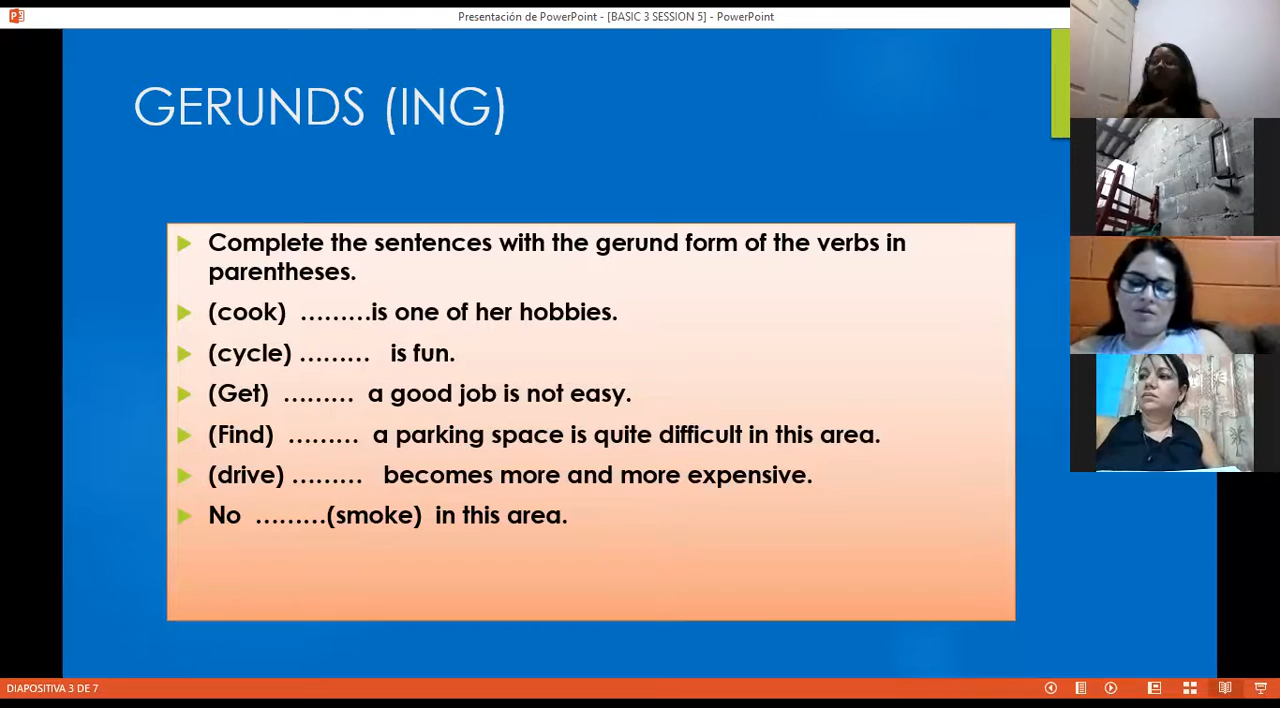 Presentación de PowerPoint - [BASIC 3 SESSION 5] - PowerPoint
GERUNDS (ING)
Complete the sentences with the gerund form of the verbs in
parentheses.
(cook) ………is one of her hobbies.
(cycle) ……… is fun.
(Get) ……… a good job is not easy.
(Find) ……… a parking space is quite difficult in this area.
(drive) ……… becomes more and more expensive.
No ………(smoke) in this area.
DIAPOSITIVA 3 DE 7